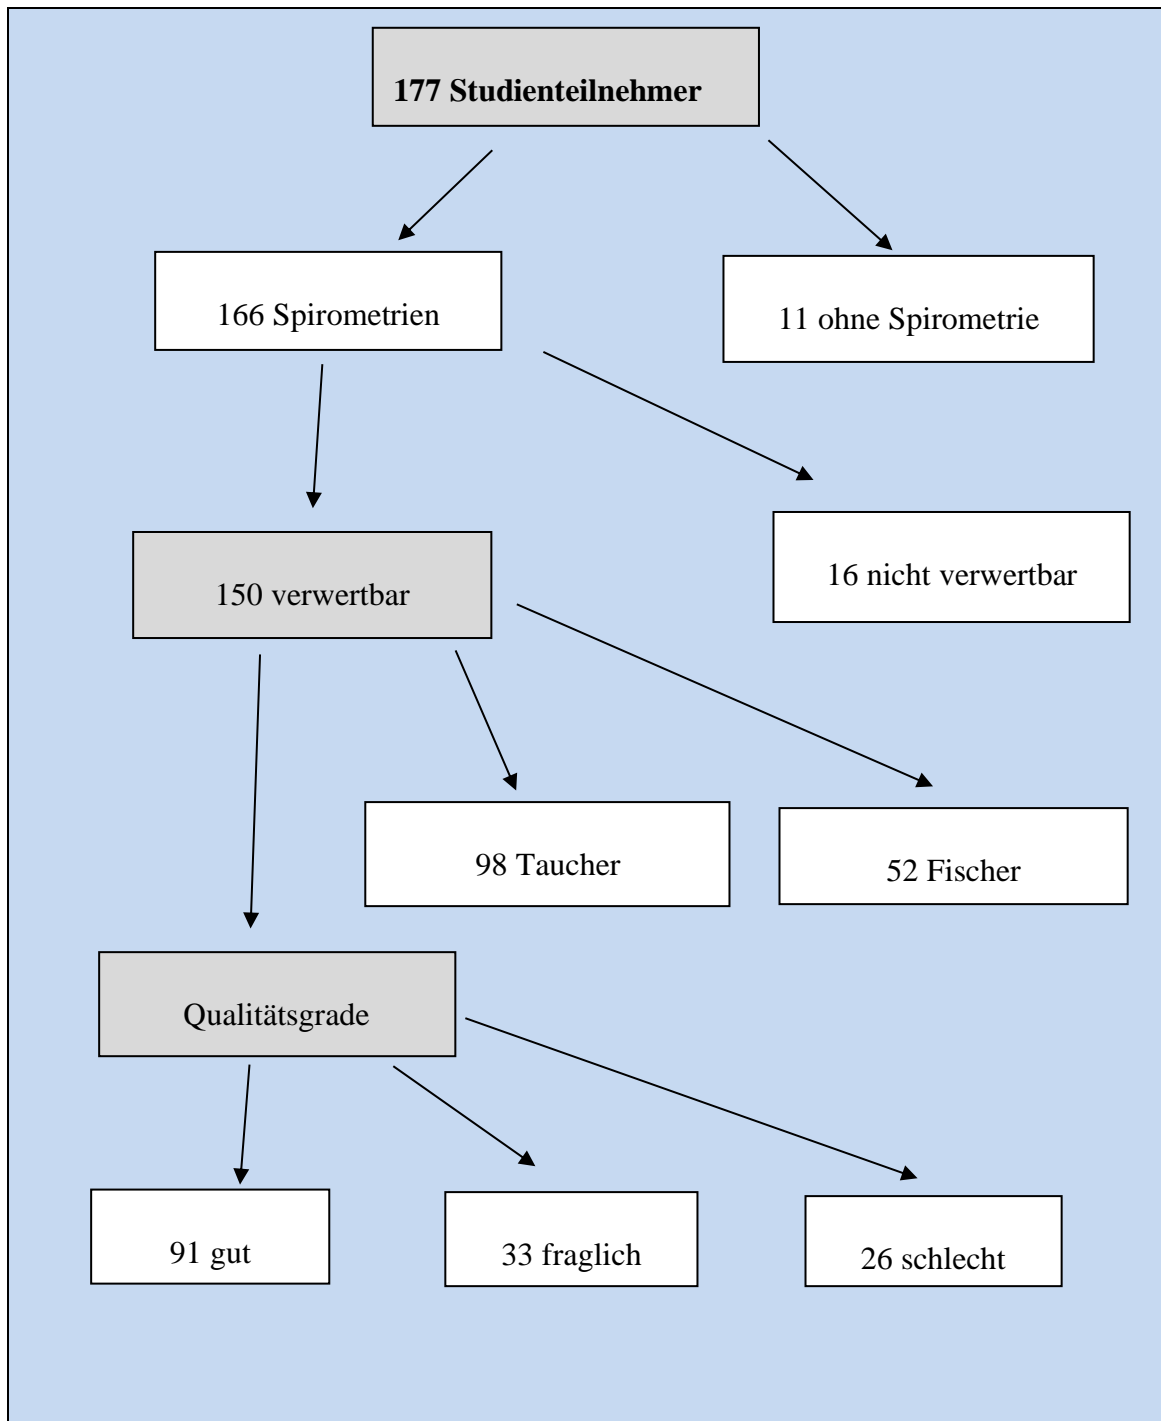 177 Studienteilnehmer
166 Spirometrien
11 ohne Spirometrie
16 nicht verwertbar
150 verwertbar
98 Taucher
52 Fischer
Qualitätsgrade
91 gut
33 fraglich
26 schlecht